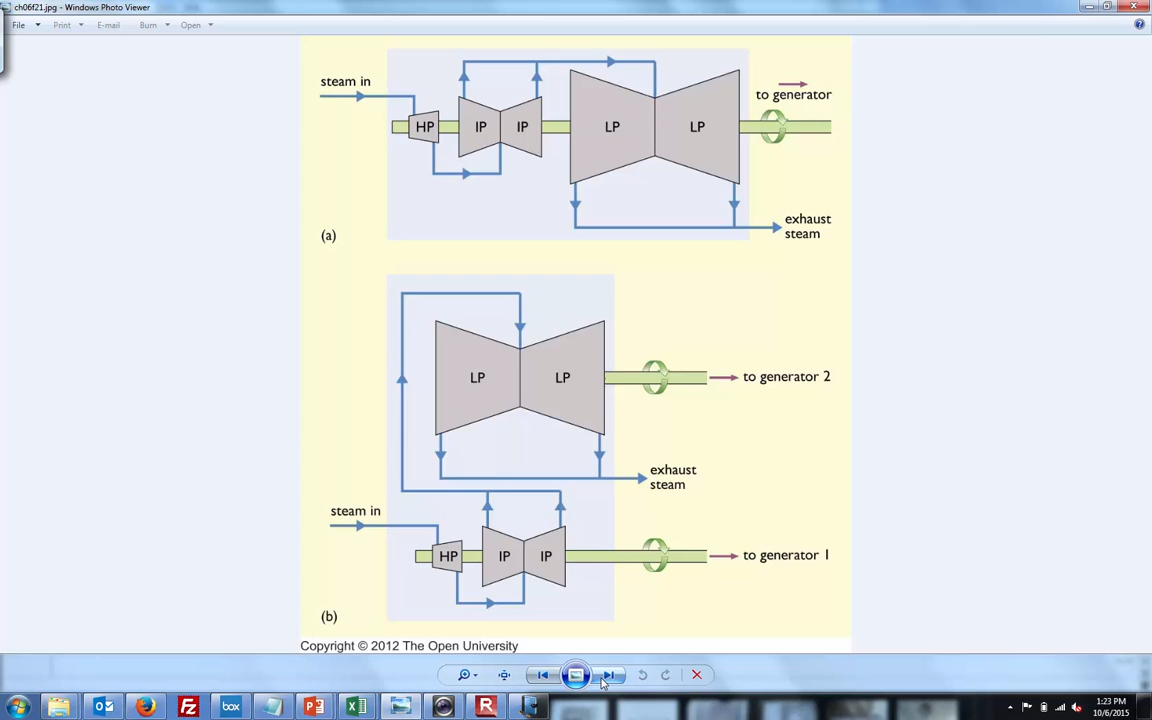 ch06f21.jpg - Windows Photo Viewer
File Print E-mail Burn Open
steam in
to generator
HP IP IP LP LP
exhaust
steam
(a)
LP LP
to generator 2
exhaust
steam
steam in
HP IP IP
to generator 1
(b)
Copyright © 2012 The Open University
box
1:23 PM
10/6/2015